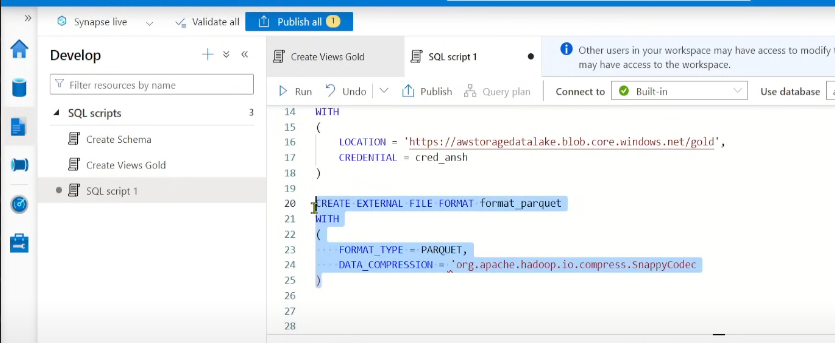 Synapse live
Validate all
Publish all 1
Develop
Filter resources by name
SQL scripts 3
Create Schema
Create Views Gold
SQL script 1
Create Views Gold
SQL script 1
Other users in your workspace may have access to modify
may have access to the workspace.
Run
Undo
Publish
Query plan
Connect to
Built-in
Use database
14 WITH
15 (
16 LOCATION = 'https://awstoragedatalake.blob.core.windows.net/gold',
17 CREDENTIAL = cred_ansh
18 )
19
20 CREATE EXTERNAL FILE FORMAT format_parquet
21 WITH
22 (
23 FORMAT_TYPE = PARQUET,
24 DATA_COMPRESSION = 'org.apache.hadoop.io.compress.SnappyCodec
25 )
26
27
28